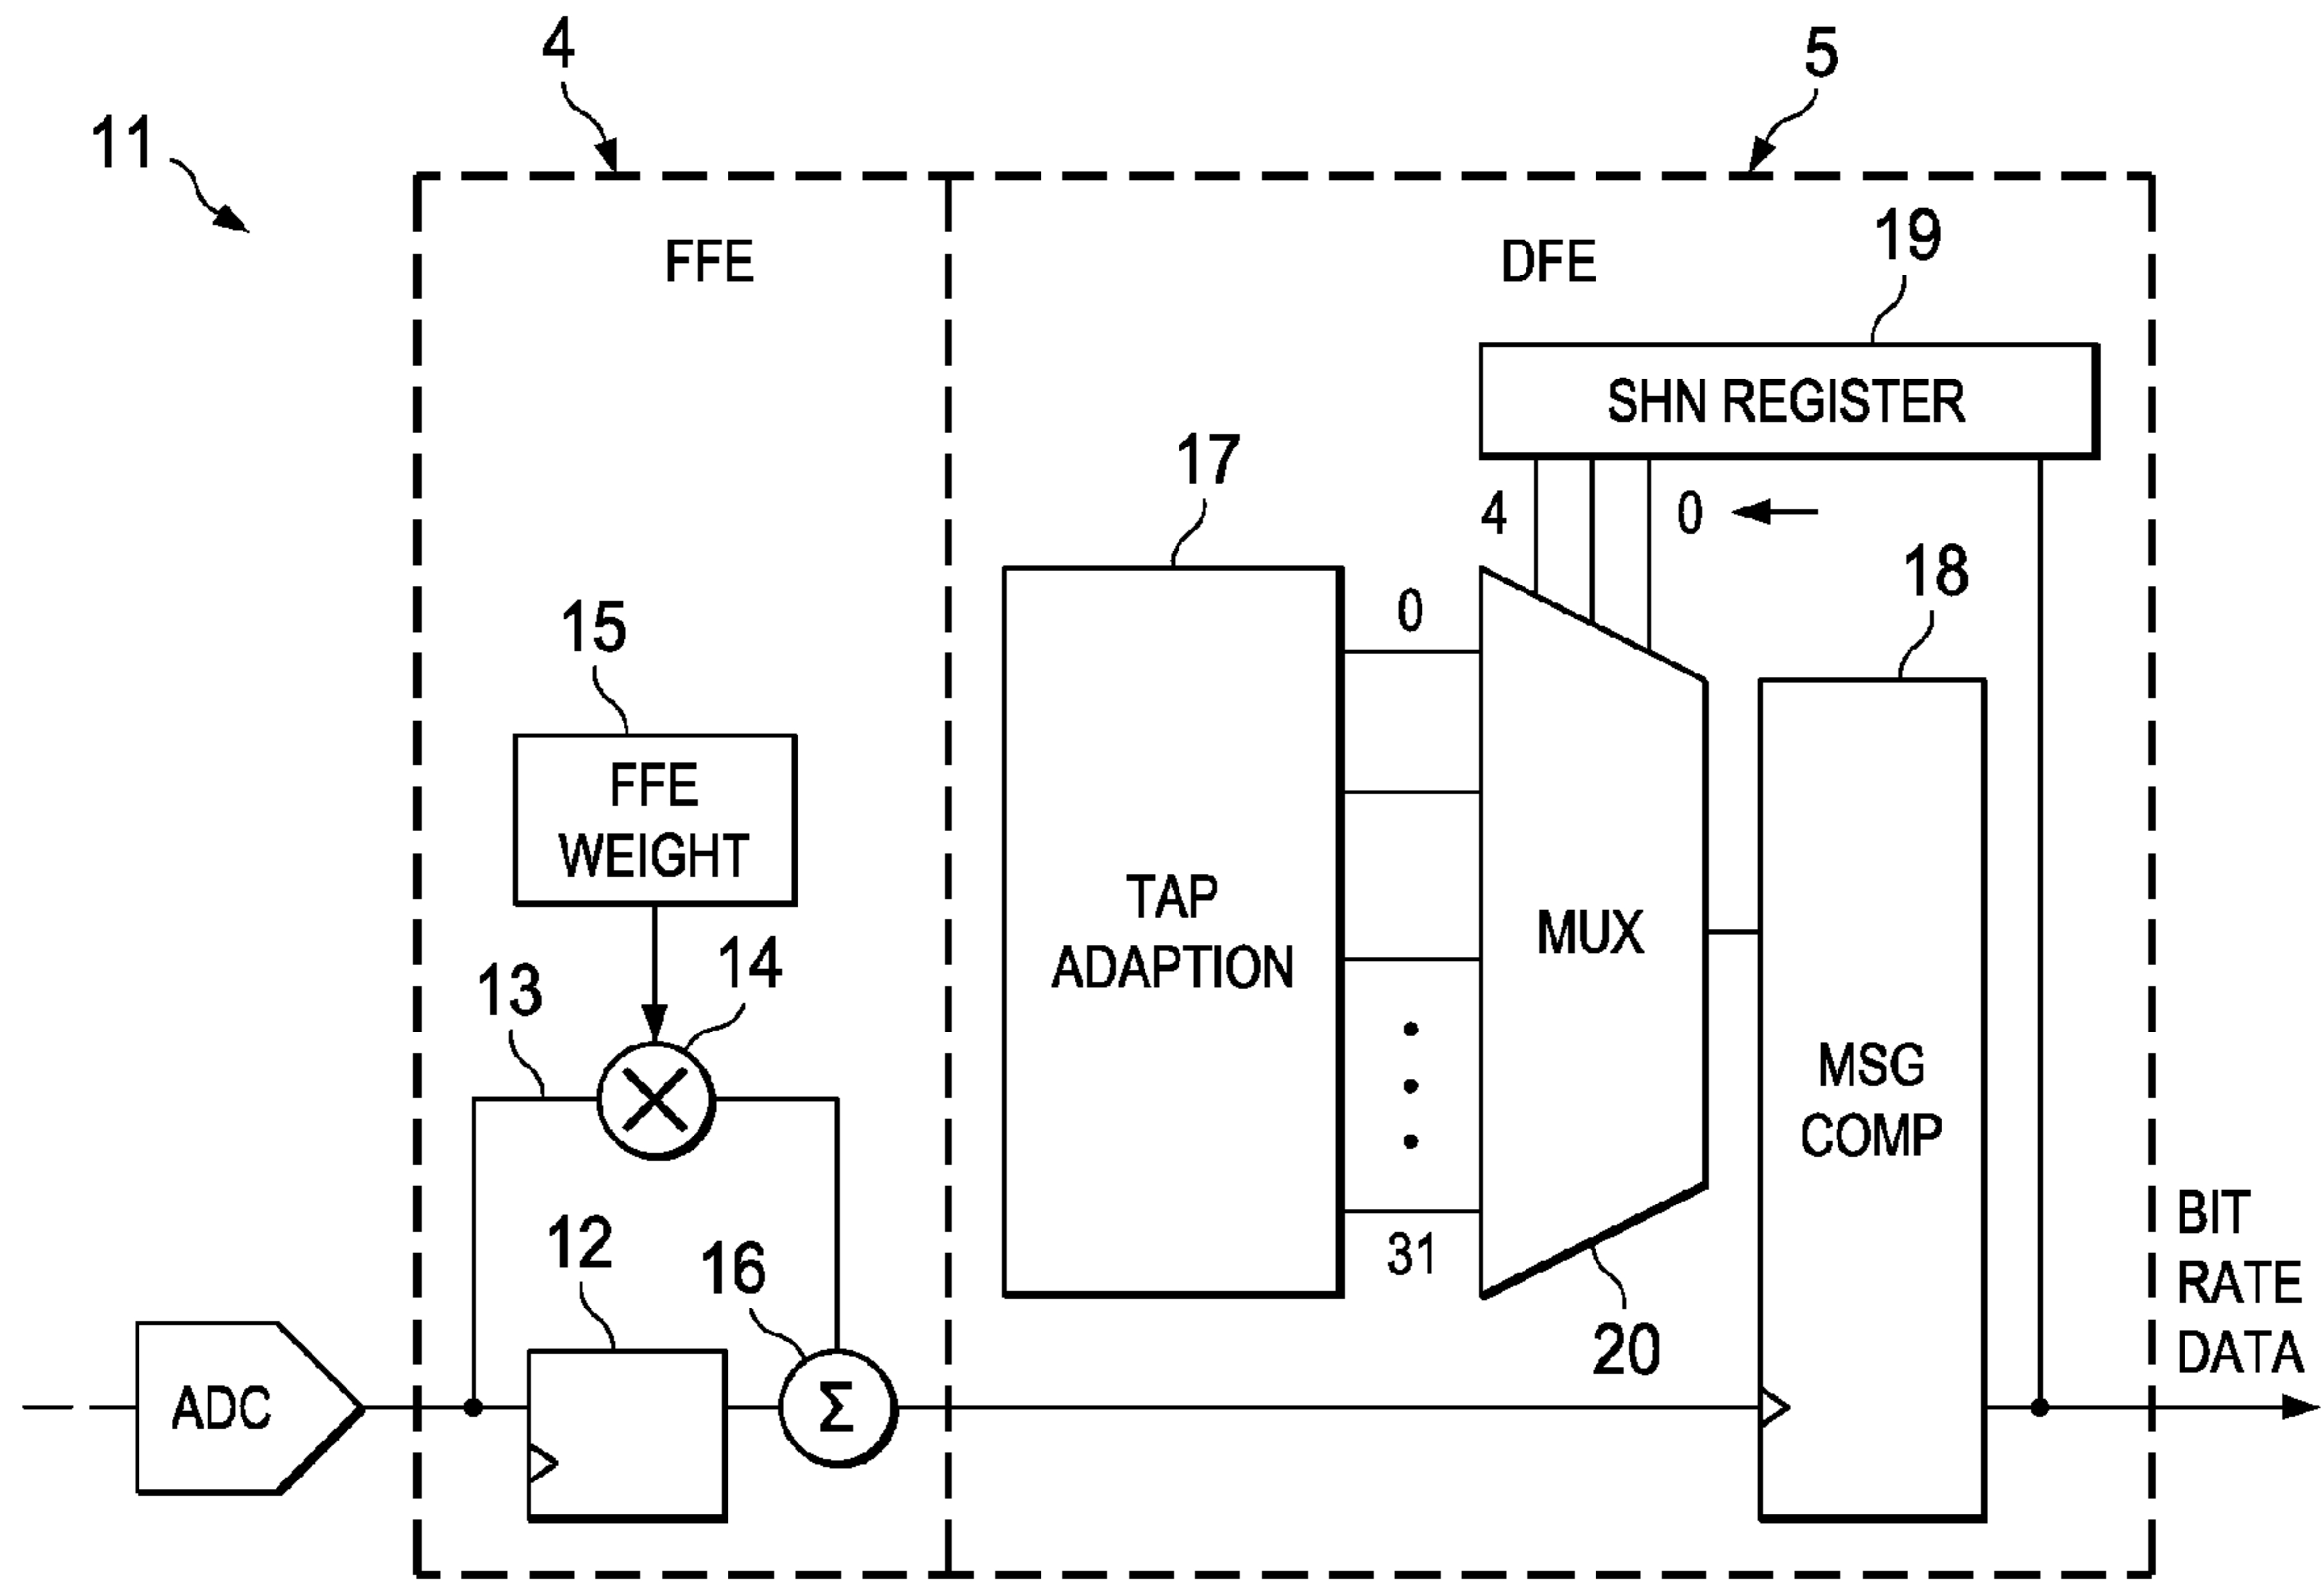 4
5
11
FFE
DFE
19
SHN REGISTER
17
4
0
18
0
15
FFE
WEIGHT
TAP
ADAPTION
MUX
14
13
MSG
COMP
12
16
31
BIT
RATE
DATA
20
ADC
Σ